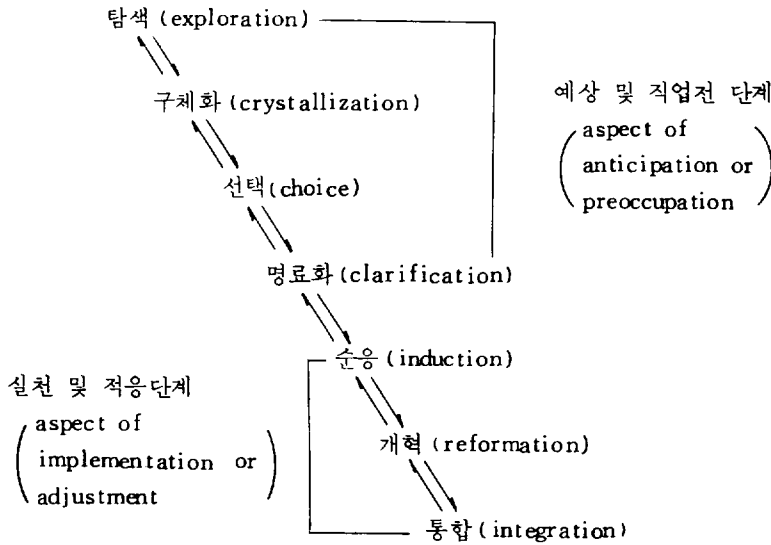 탐색 (exploration)
구체화 (crystallization)
선택 (choice)
명료화 (clarification)
예상 및 직업전 단계
aspect of
anticipation or
preoccupation
순응 (induction)
개혁 (reformation)
통합 (integration)
실천 및 적응단계
aspect of
implementation or
adjustment